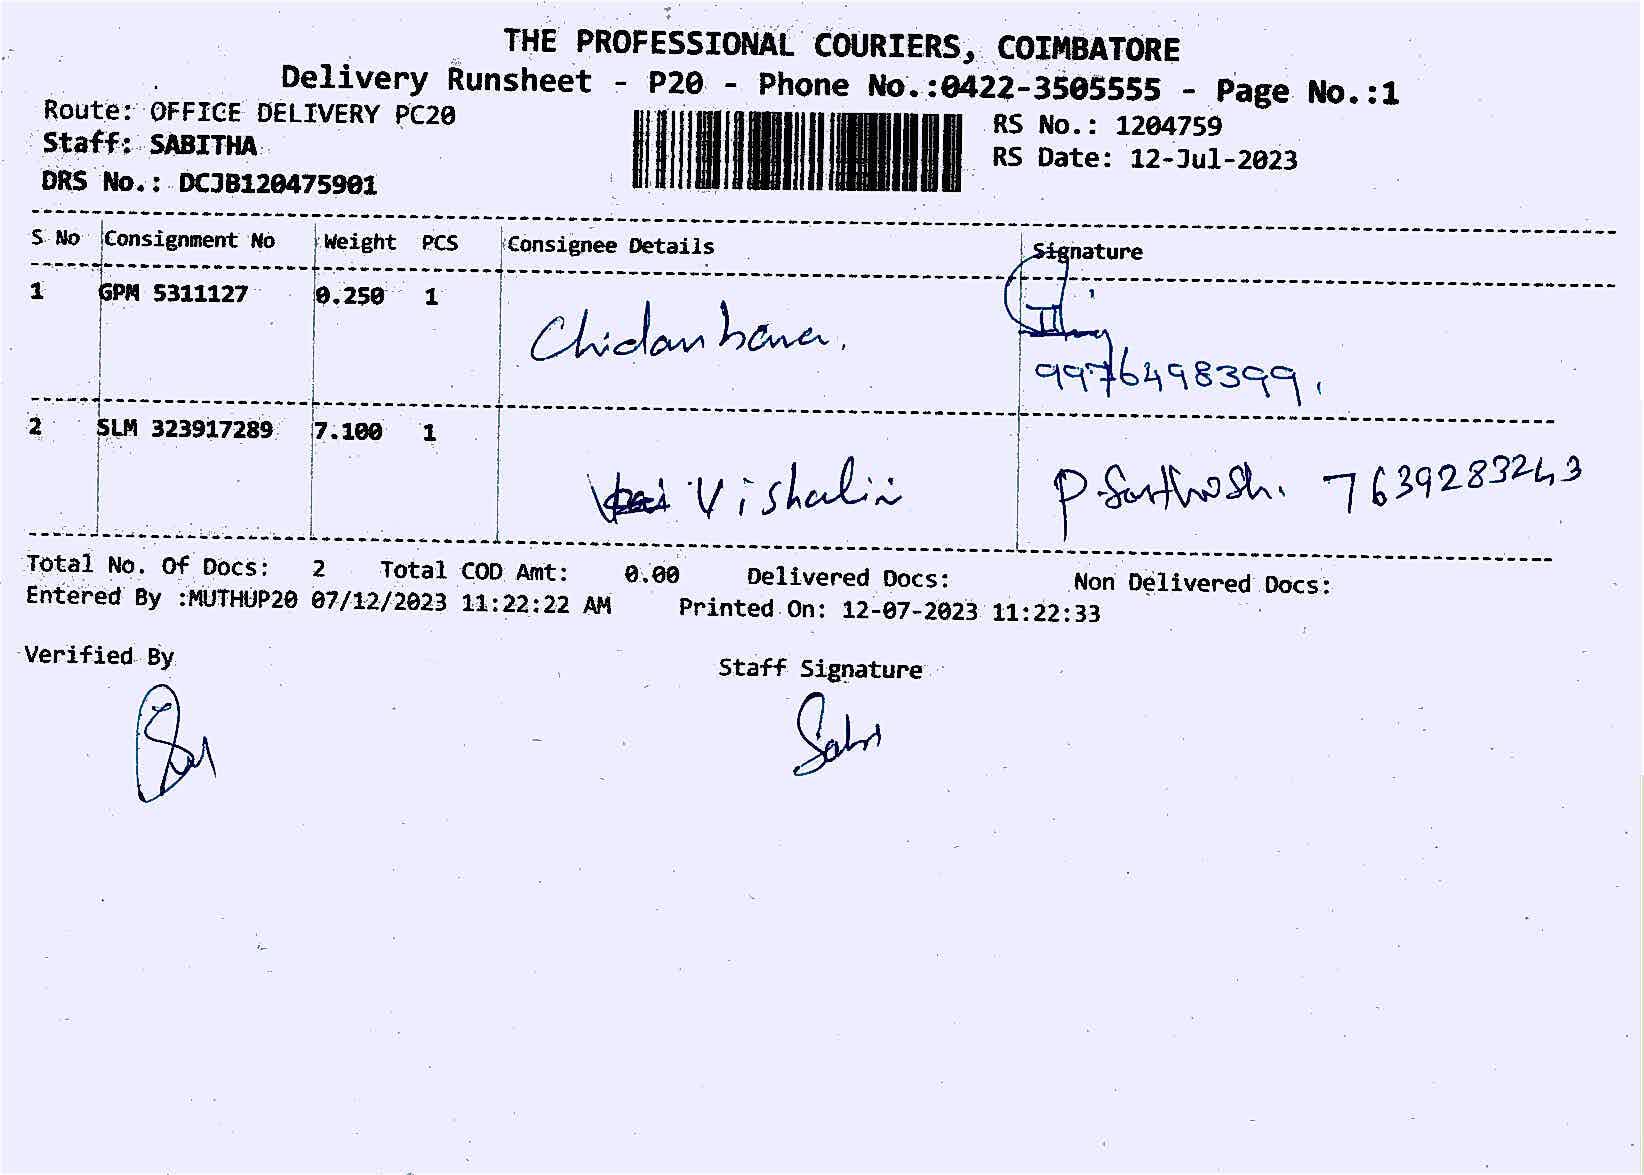 THE PROFESSIONAL COURIERS, COIMBATORE
Delivery Runsheet - P20 - Phone No.:0422-3505555 - Page No.:1
Route: OFFICE DELIVERY PC20
RS No.: 1204759
Staff: SABITHA
RS Date: 12-Jul-2023
DRS No.: DCJB120475901
S No Consignment No Weight PCS Consignee Details Signature
1 GPM 5311127 0.250 1
Chidambaram.
9976498399.
2 SLM 323917289 7.100 1
Vishalini P. Santhosh. 7639283243
Total No. Of Docs: 2 Total COD Amt: 0.00 Delivered Docs: Non Delivered Docs:
Entered By :MUTHUP20 07/12/2023 11:22:22 AM Printed On: 12-07-2023 11:22:33
Verified By
Staff Signature
Sabi